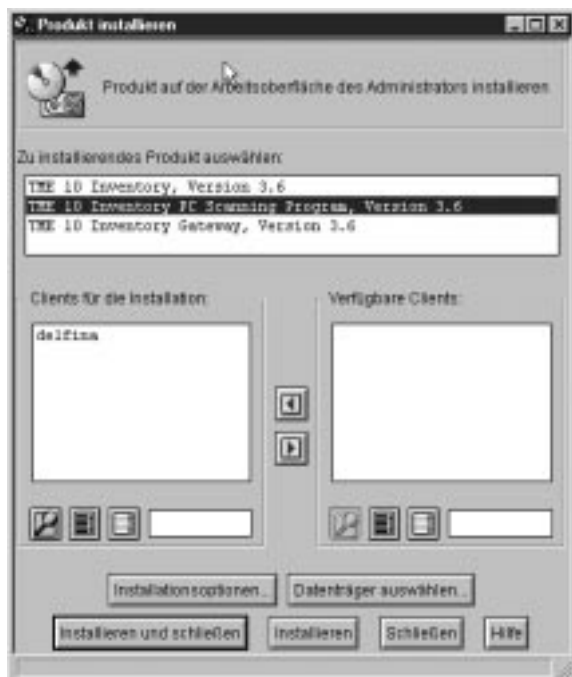 Produkt installieren
Produkt auf der Arbeitsoberfläche des Administrators installieren
Zu installierendes Produkt auswählen:
TME 10 Inventory, Version 3.6
TME 10 Inventory PC Scanning Program, Version 3.6
TME 10 Inventory Gateway, Version 3.6
Clients für die Installation:
Verfügbare Clients:
delfina
Installationsoptionen...
Datenträger auswählen...
Installieren und schließen
Installieren
Schließen
Hilfe